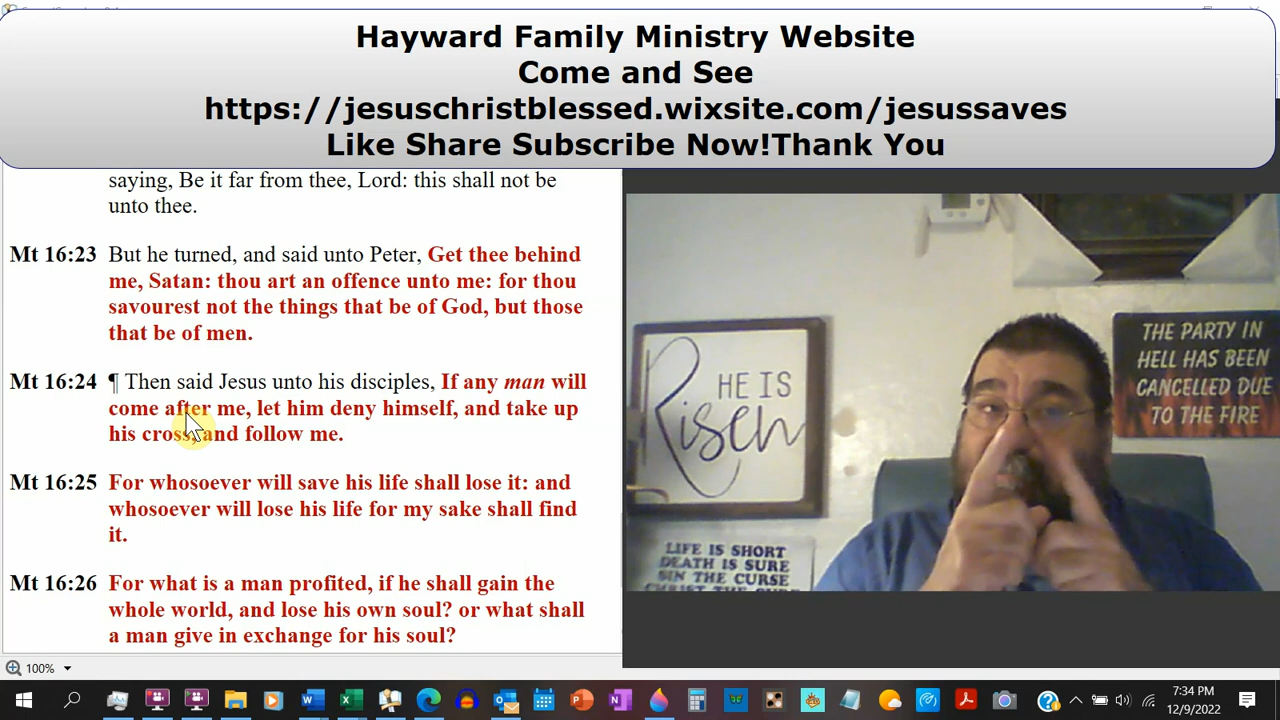 Hayward Family Ministry Website
Come and See
https://jesuschristblessed.wixsite.com/jesussaves
Like Share Subscribe Now!Thank You
saying, Be it far from thee, Lord: this shall not be
unto thee.
Mt 16:23 But he turned, and said unto Peter, Get thee behind
me, Satan: thou art an offence unto me: for thou
savourest not the things that be of God, but those
that be of men.
Mt 16:24 ¶ Then said Jesus unto his disciples, If any man will
come after me, let him deny himself, and take up
his cross, and follow me.
Mt 16:25 For whosoever will save his life shall lose it: and
whosoever will lose his life for my sake shall find
it.
Mt 16:26 For what is a man profited, if he shall gain the
whole world, and lose his own soul? or what shall
a man give in exchange for his soul?
HE IS
Risen
THE PARTY IN
HELL HAS BEEN
CANCELLED DUE
TO THE FIRE
LIFE IS SHORT
DEATH IS SURE
SIN THE CURSE
100%
7:34 PM
12/9/2022